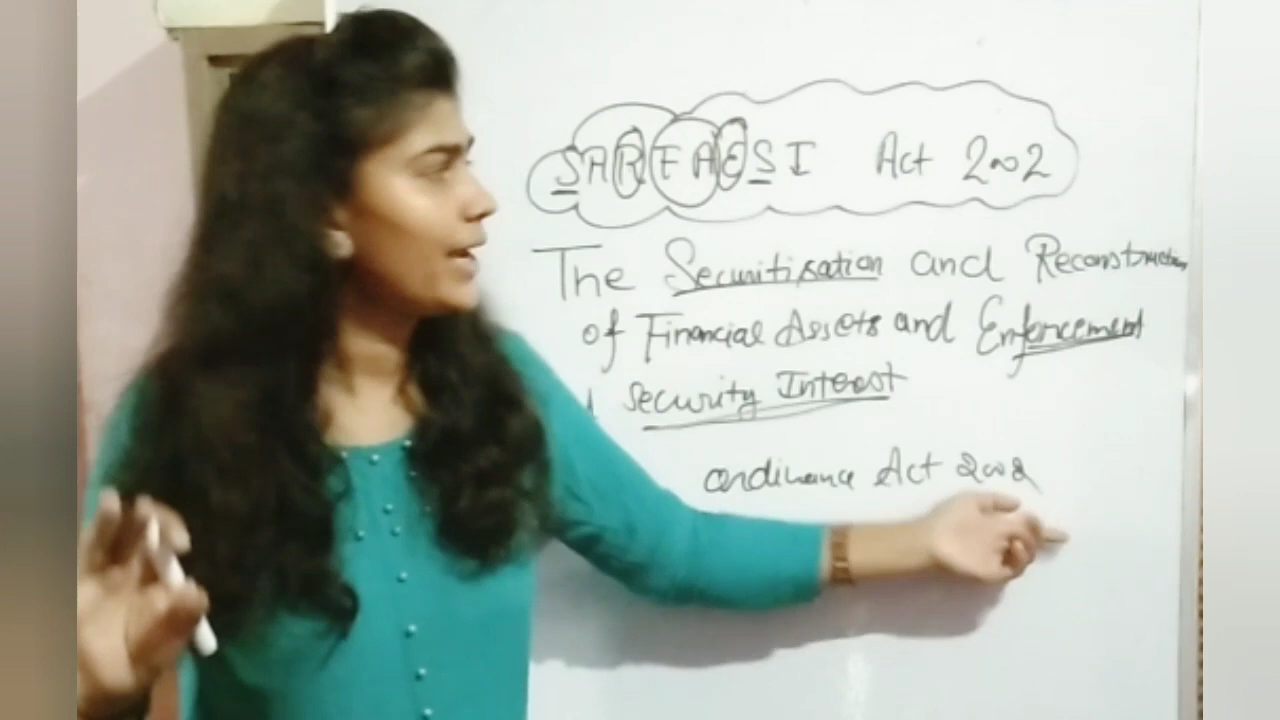 SARFAESI Act 2002
The Securitisation and Reconstruction
of Financial Assets and Enforcement
Security Interest
ordinance Act 2002